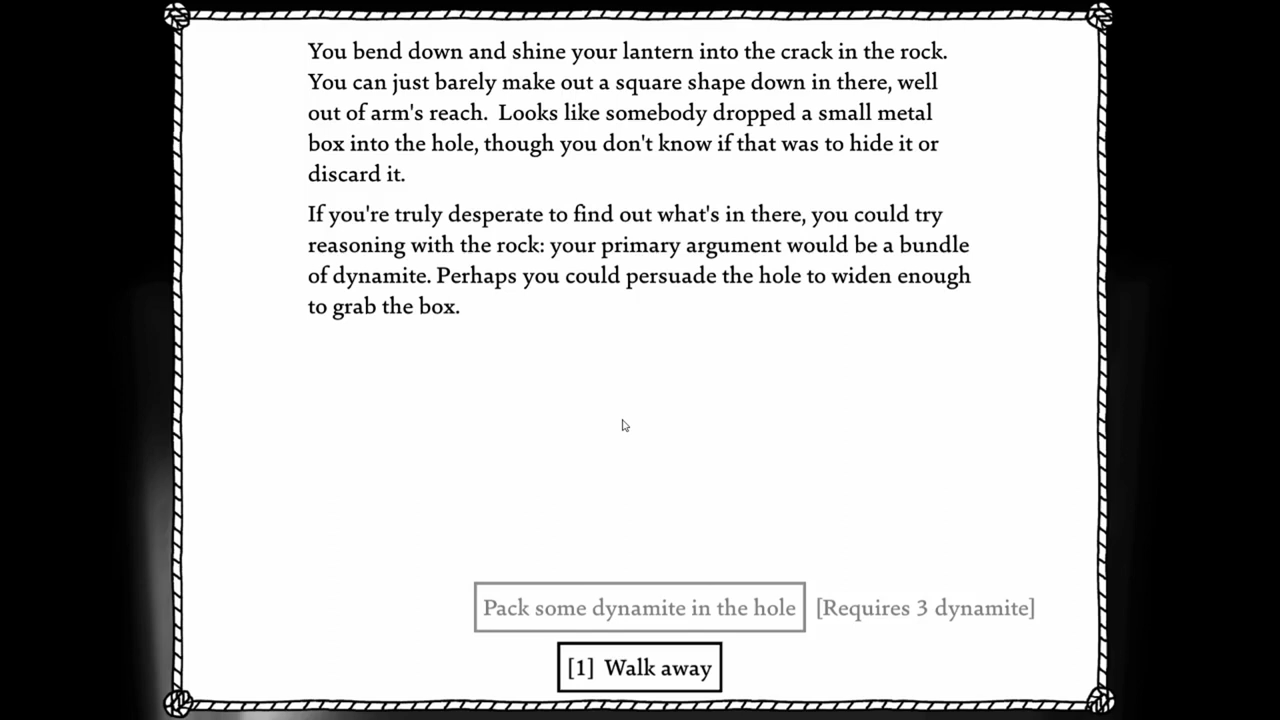 You bend down and shine your lantern into the crack in the rock.
You can just barely make out a square shape down in there, well
out of arm's reach.  Looks like somebody dropped a small metal
box into the hole, though you don't know if that was to hide it or
discard it.
If you're truly desperate to find out what's in there, you could try
reasoning with the rock: your primary argument would be a bundle
of dynamite. Perhaps you could persuade the hole to widen enough
to grab the box.
Pack some dynamite in the hole [Requires 3 dynamite]
[1] Walk away